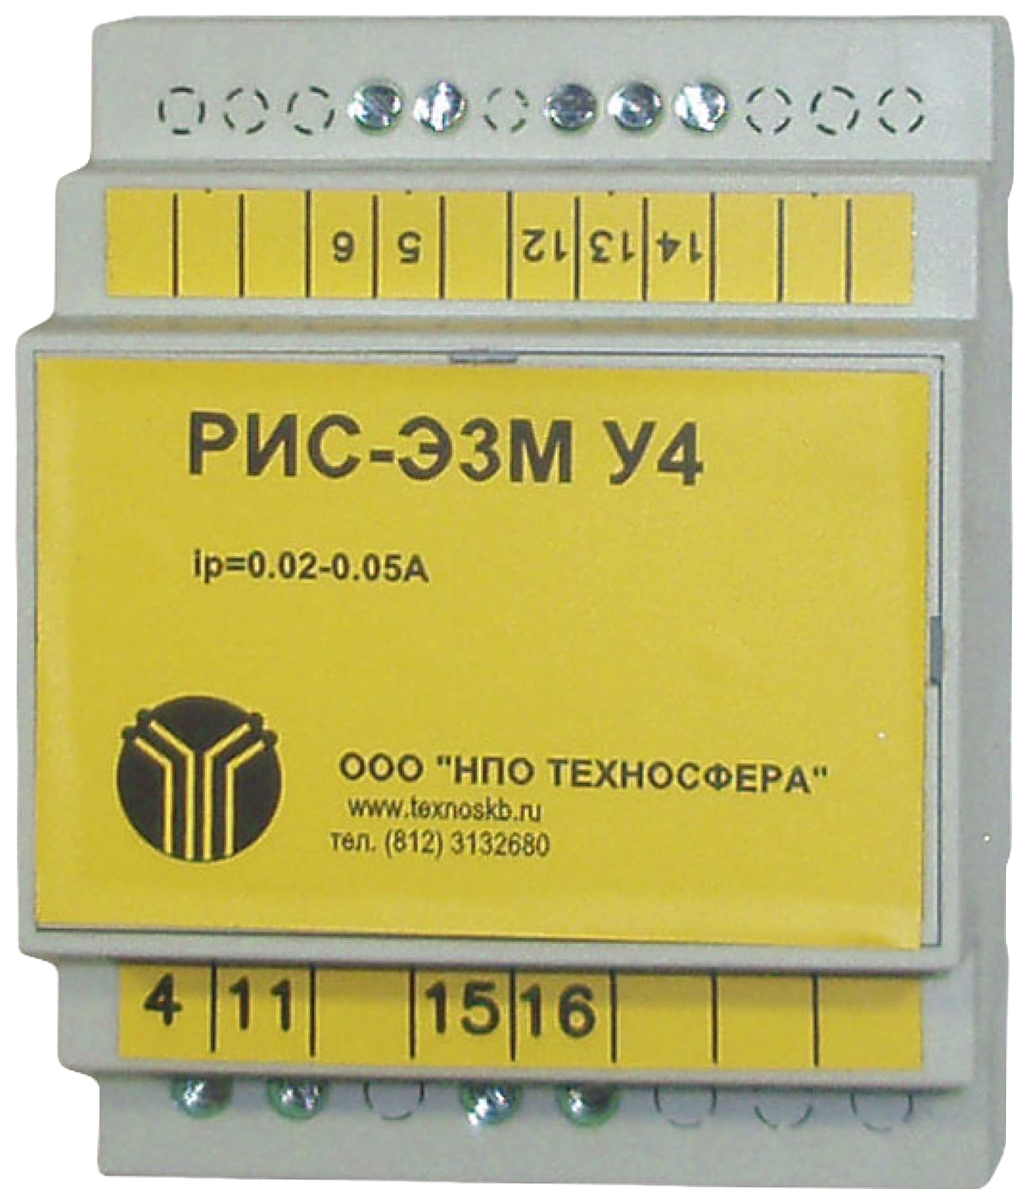 6 5 12 13 14
РИС-ЭЗМ У4
ip=0.02-0.05A
ООО "НПО ТЕХНОСФЕРА"
www.texnoskb.ru
тел. (812) 3132680
4 11 15 16